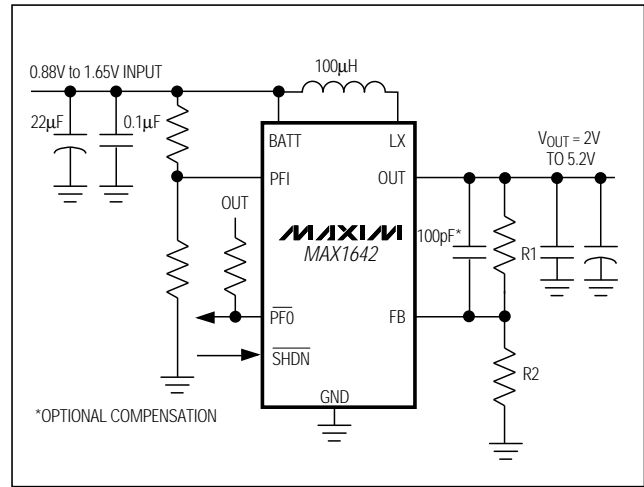 0.88V to 1.65V INPUT
100μH
22μF
0.1μF
BATT
LX
VOUT = 2V
TO 5.2V
PFI
OUT
OUT
MAXIM
MAX1642
100pF*
R1
PF0
FB
SHDN
R2
GND
*OPTIONAL COMPENSATION